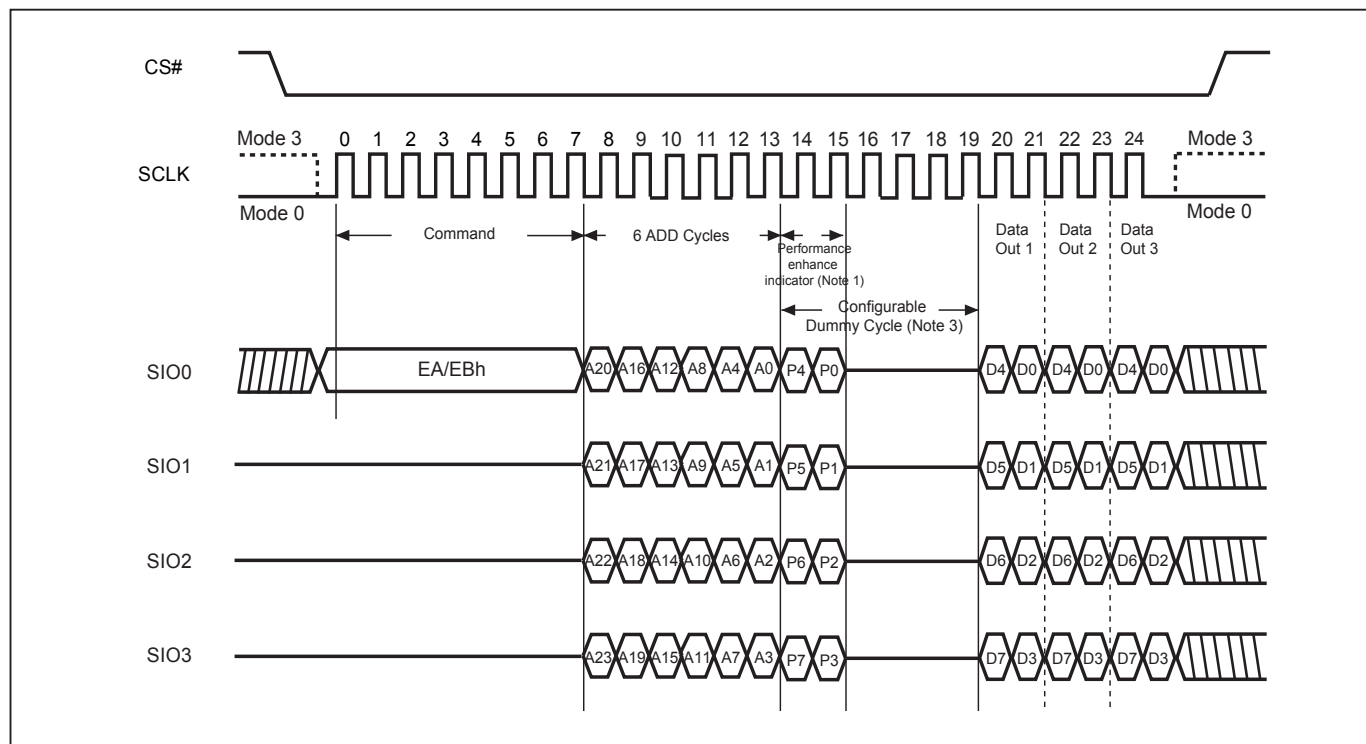 CS#
Mode 3 0 1 2 3 4 5 6 7 8 9 10 11 12 13 14 15 16 17 18 19 20 21 22 23 24 Mode 3
SCLK
Mode 0 Mode 0
Command 6 ADD Cycles Performance enhance indicator (Note 1) Data Out 1 Data Out 2 Data Out 3
Configurable
Dummy Cycle (Note 3)
SIO0 EA/EBh A20 A16 A12 A8 A4 A0 P4 P0 D4 D0 D4 D0 D4 D0
SIO1 A21 A17 A13 A9 A5 A1 P5 P1 D5 D1 D5 D1 D5 D1
SIO2 A22 A18 A14 A10 A6 A2 P6 P2 D6 D2 D6 D2 D6 D2
SIO3 A23 A19 A15 A11 A7 A3 P7 P3 D7 D3 D7 D3 D7 D3